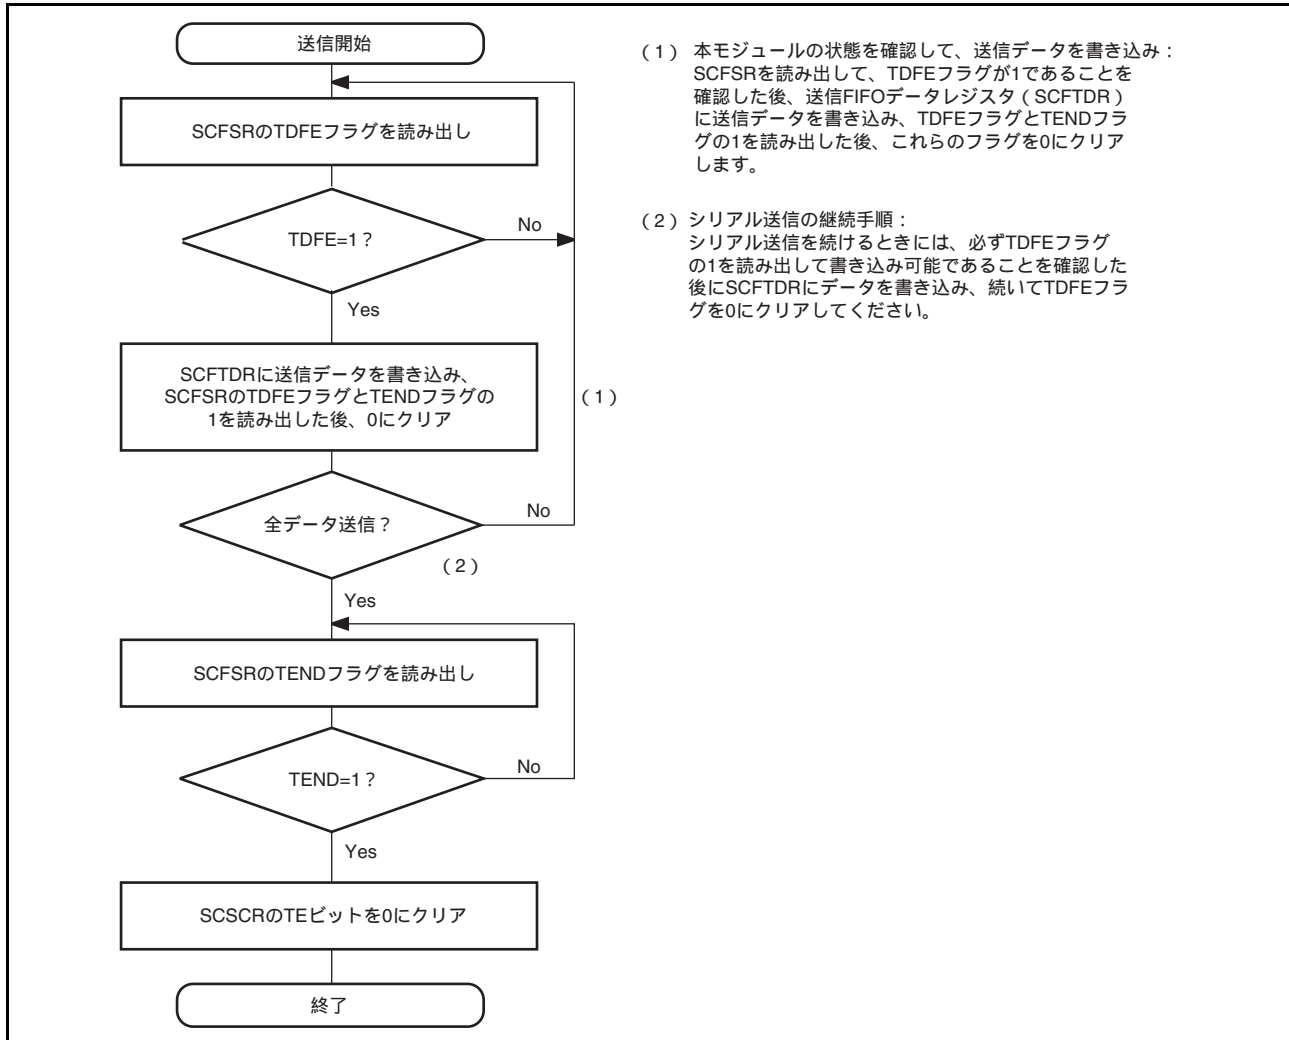 送信開始
SCFSRのTDFEフラグを読み出し
TDFE=1？
No
Yes
SCFTDRに送信データを書き込み、
SCFSRのTDFEフラグとTENDフラグの
1を読み出した後、0にクリア
（1）
全データ送信？
No
（2）
Yes
SCFSRのTENDフラグを読み出し
TEND=1？
No
Yes
SCSCRのTEビットを0にクリア
終了
（1） 本モジュールの状態を確認して、送信データを書き込み：
SCFSRを読み出して、TDFEフラグが1であることを
確認した後、送信FIFOデータレジスタ（SCFTDR）
に送信データを書き込み、TDFEフラグとTENDフラ
グの1を読み出した後、これらのフラグを0にクリア
します。
（2）シリアル送信の継続手順：
シリアル送信を続けるときには、必ずTDFEフラグ
の1を読み出して書き込み可能であることを確認した
後にSCFTDRにデータを書き込み、続いてTDFEフラ
グを0にクリアしてください。